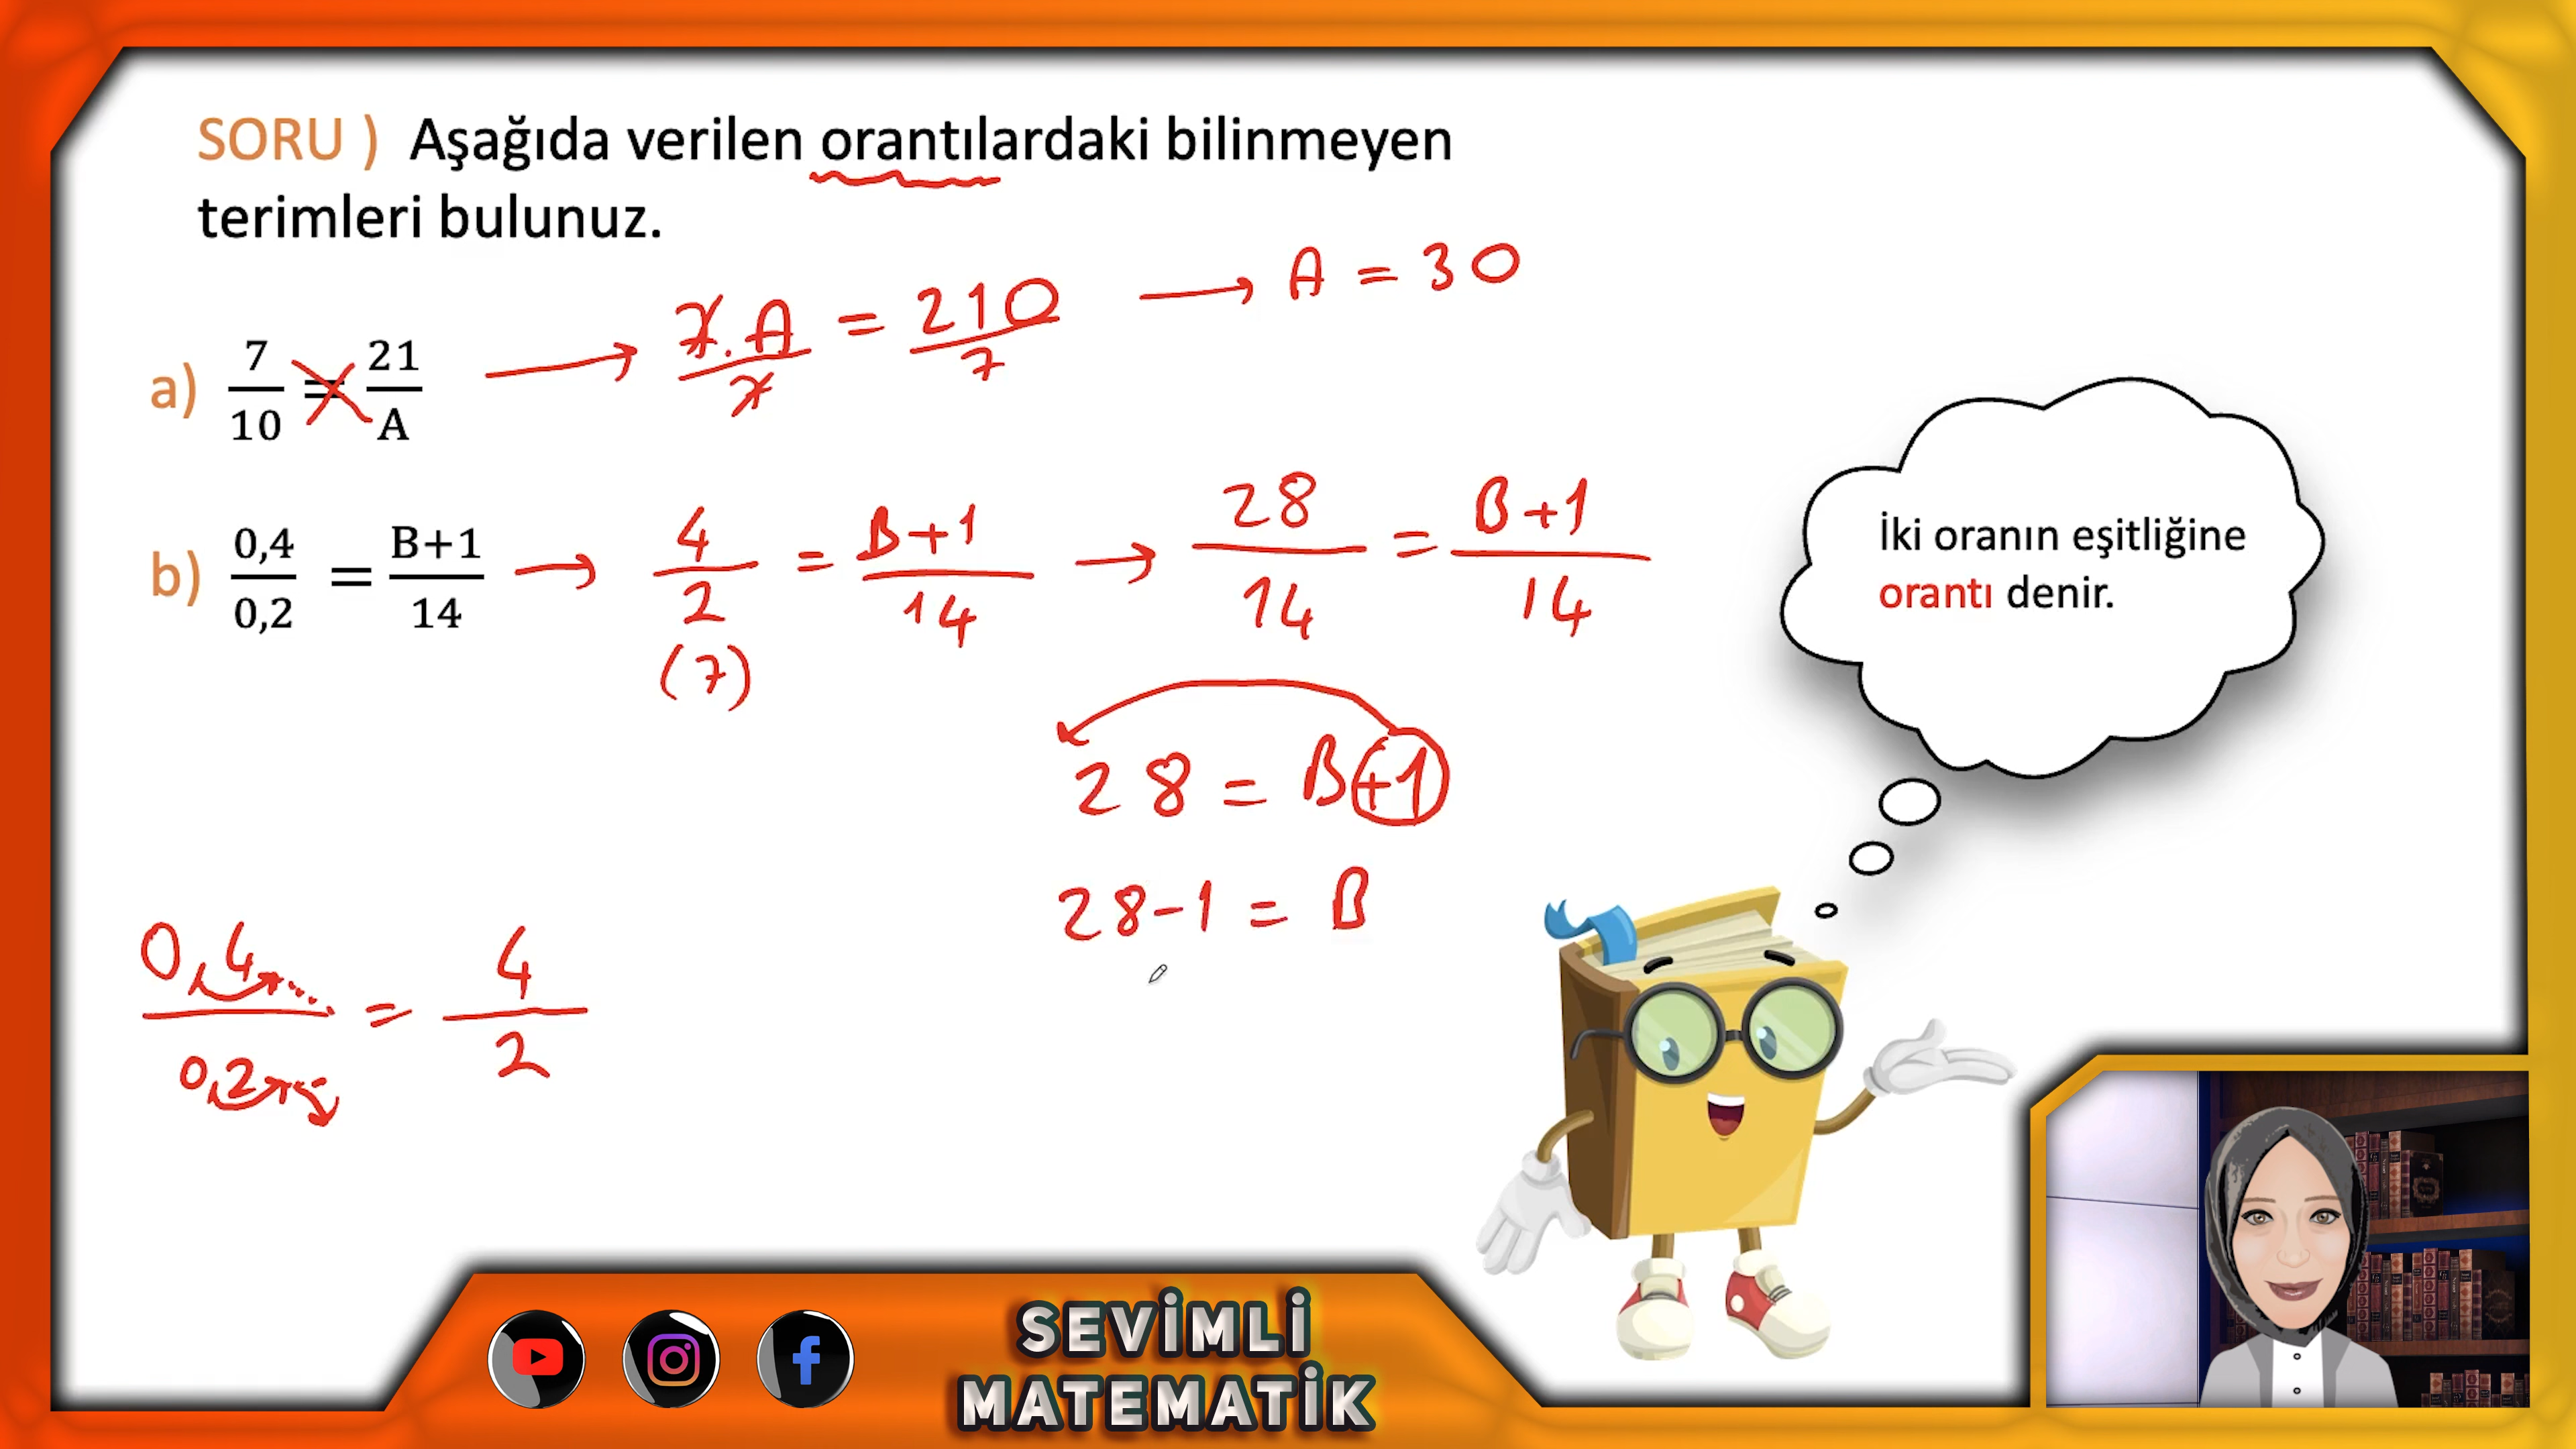 SORU ) Aşağıda verilen orantılardaki bilinmeyen
terimleri bulunuz.
a) 7/10 = 21/A → 7.A/7 = 210/7 → A = 30
b) 0,4/0,2 = B+1/14 → 4/2 = B+1/14 → 28/14 = B+1/14
(7)
28 = B+1
28-1 = B
0,4/0,2 = 4/2
İki oranın eşitliğine
orantı denir.
SEVİMLİ
MATEMATİK